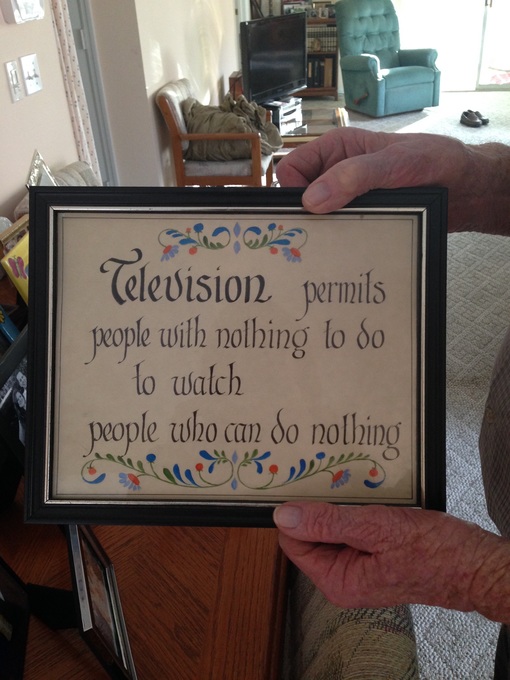 Television permits
people with nothing to do
to watch
people who can do nothing